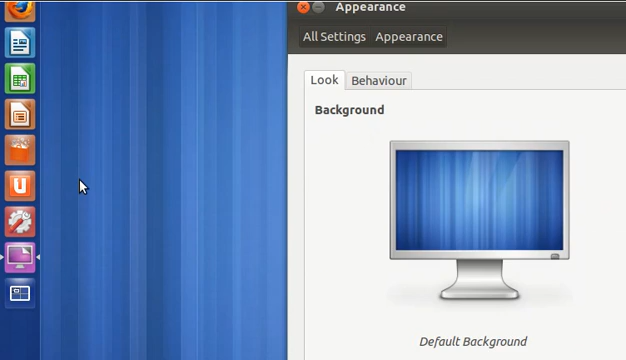 Appearance
All Settings Appearance
Look Behaviour
Background
Default Background
U